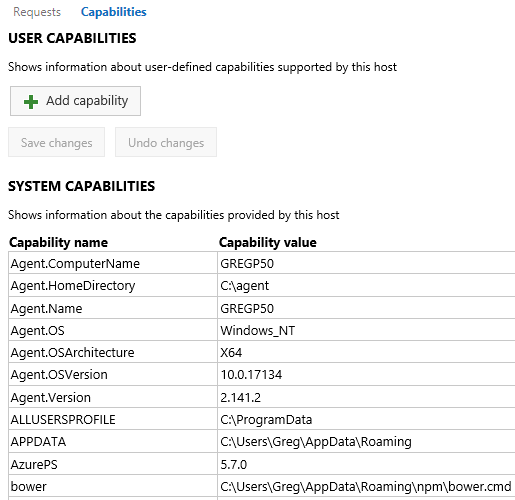 Requests Capabilities
USER CAPABILITIES
Shows information about user-defined capabilities supported by this host
Add capability
Save changes Undo changes
SYSTEM CAPABILITIES
Shows information about the capabilities provided by this host
Capability name Capability value
Agent.ComputerName GREGP50
Agent.HomeDirectory C:\agent
Agent.Name GREGP50
Agent.OS Windows_NT
Agent.OSArchitecture X64
Agent.OSVersion 10.0.17134
Agent.Version 2.141.2
ALLUSERSPROFILE C:\ProgramData
APPDATA C:\Users\Greg\AppData\Roaming
AzurePS 5.7.0
bower C:\Users\Greg\AppData\Roaming\npm\bower.cmd